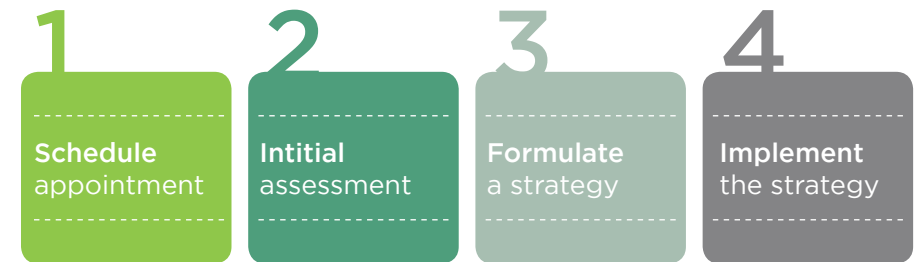 1
Schedule
appointment
2
Intitial
assessment
3
Formulate
a strategy
4
Implement
the strategy